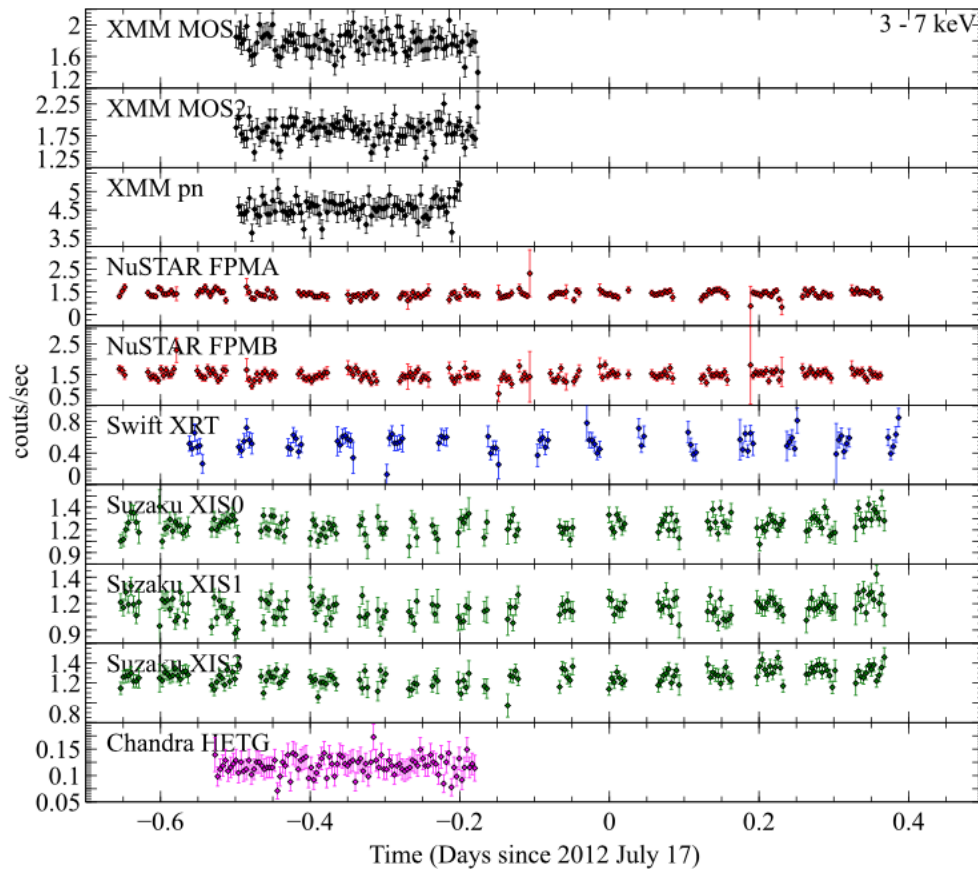 3 - 7 keV
XMM MOS1
2
1.6
1.2
XMM MOS2
2.25
1.75
1.25
XMM pn
5
4.5
3.5
NuSTAR FPMA
2.5
1.5
0
NuSTAR FPMB
2.5
1.5
0
couts/sec
Swift XRT
0.8
0.4
0
Suzaku XIS0
1.4
1.2
0.9
Suzaku XIS1
1.4
1.2
0.9
Suzaku XIS3
1.4
1.2
0.8
Chandra HETG
0.15
0.1
0.05
−0.6 −0.4 −0.2 0 0.2 0.4
Time (Days since 2012 July 17)